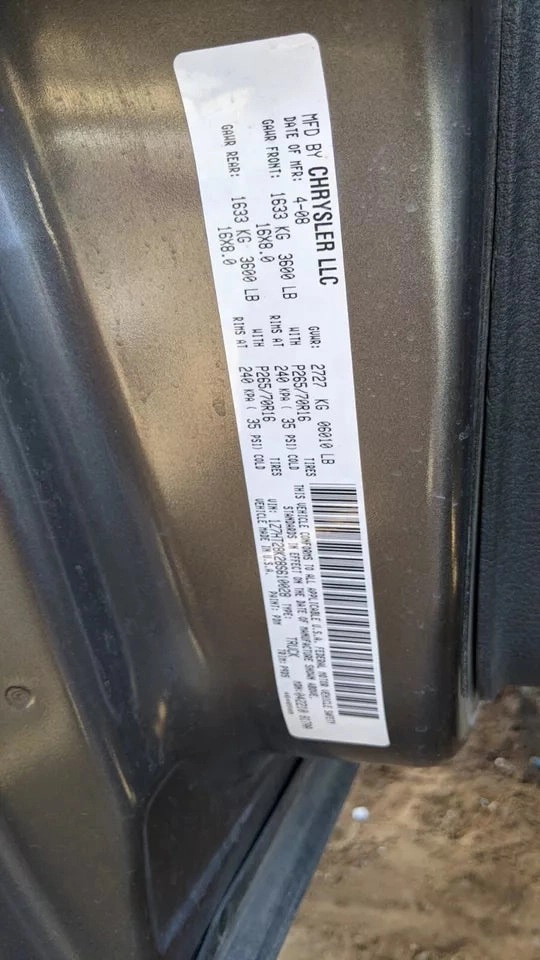 MFD BY CHRYSLER LLC
DATE OF MFR: 4-08 GVWR: 2727 KG 06010 LB
GAWR FRONT: 1633 KG 3600 LB WITH P265/70R16 TIRES
16X8.0 RIMS AT 240 KPA ( 35 PSI) COLD
GAWR REAR: 1633 KG 3600 LB WITH P265/70R16 TIRES
16X8.0 RIMS AT 240 KPA ( 35 PSI) COLD
THIS VEHICLE CONFORMS TO ALL APPLICABLE U.S.A. FEDERAL MOTOR VEHICLE SAFETY
STANDARDS IN EFFECT ON THE DATE OF MANUFACTURE SHOWN ABOVE.
VIN: 1Z7HT28K28S610028 TYPE: TRUCK
VEHICLE MADE IN U.S.A. PAINT: PDM TRIM: